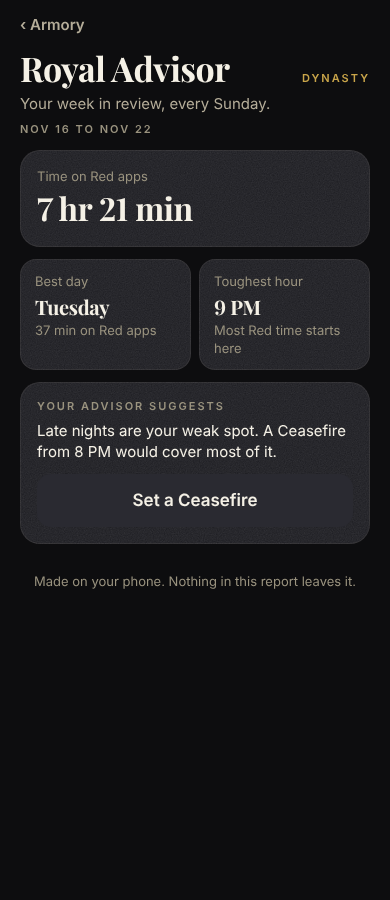 ‹ Armory
Royal Advisor
DYNASTY
Your week in review, every Sunday.
NOV 16 TO NOV 22
Time on Red apps
7 hr 21 min
Best day
Tuesday
37 min on Red apps
Toughest hour
9 PM
Most Red time starts
here
YOUR ADVISOR SUGGESTS
Late nights are your weak spot. A Ceasefire
from 8 PM would cover most of it.
Set a Ceasefire
Made on your phone. Nothing in this report leaves it.